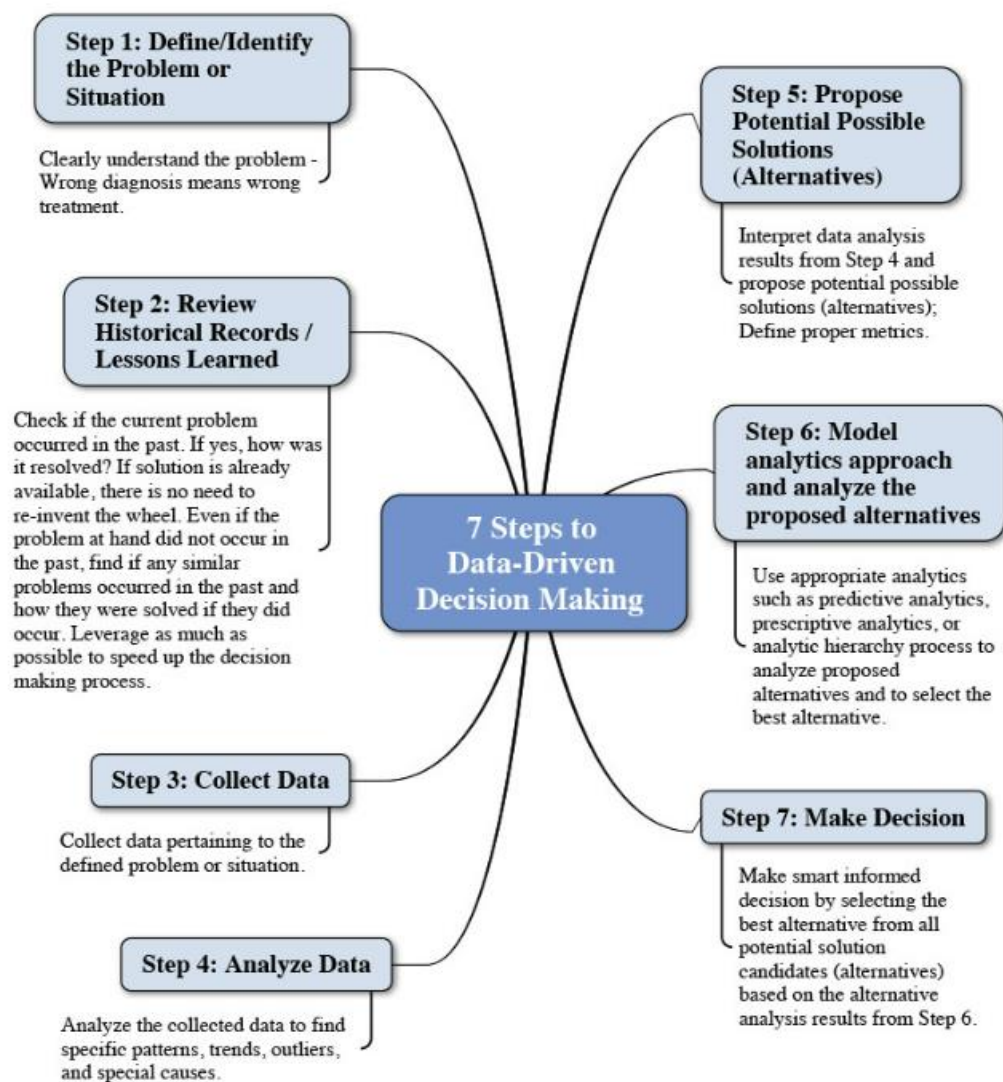 Step 1: Define/Identify
the Problem or
Situation
Clearly understand the problem -
Wrong diagnosis means wrong
treatment.
Step 2: Review
Historical Records /
Lessons Learned
Check if the current problem
occurred in the past. If yes, how was
it resolved? If solution is already
available, there is no need to
re-invent the wheel. Even if the
problem at hand did not occur in
the past, find if any similar
problems occurred in the past and
how they were solved if they did
occur. Leverage as much as
possible to speed up the decision
making process.
Step 3: Collect Data
Collect data pertaining to the
defined problem or situation.
Step 4: Analyze Data
Analyze the collected data to find
specific patterns, trends, outliers,
and special causes.
7 Steps to
Data-Driven
Decision Making
Step 5: Propose
Potential Possible
Solutions
(Alternatives)
Interpret data analysis
results from Step 4 and
propose potential possible
solutions (alternatives);
Define proper metrics.
Step 6: Model
analytics approach
and analyze the
proposed alternatives
Use appropriate analytics
such as predictive analytics,
prescriptive analytics, or
analytic hierarchy process to
analyze proposed
alternatives and to select the
best alternative.
Step 7: Make Decision
Make smart informed
decision by selecting the
best alternative from all
potential solution
candidates (alternatives)
based on the alternative
analysis results from Step 6.